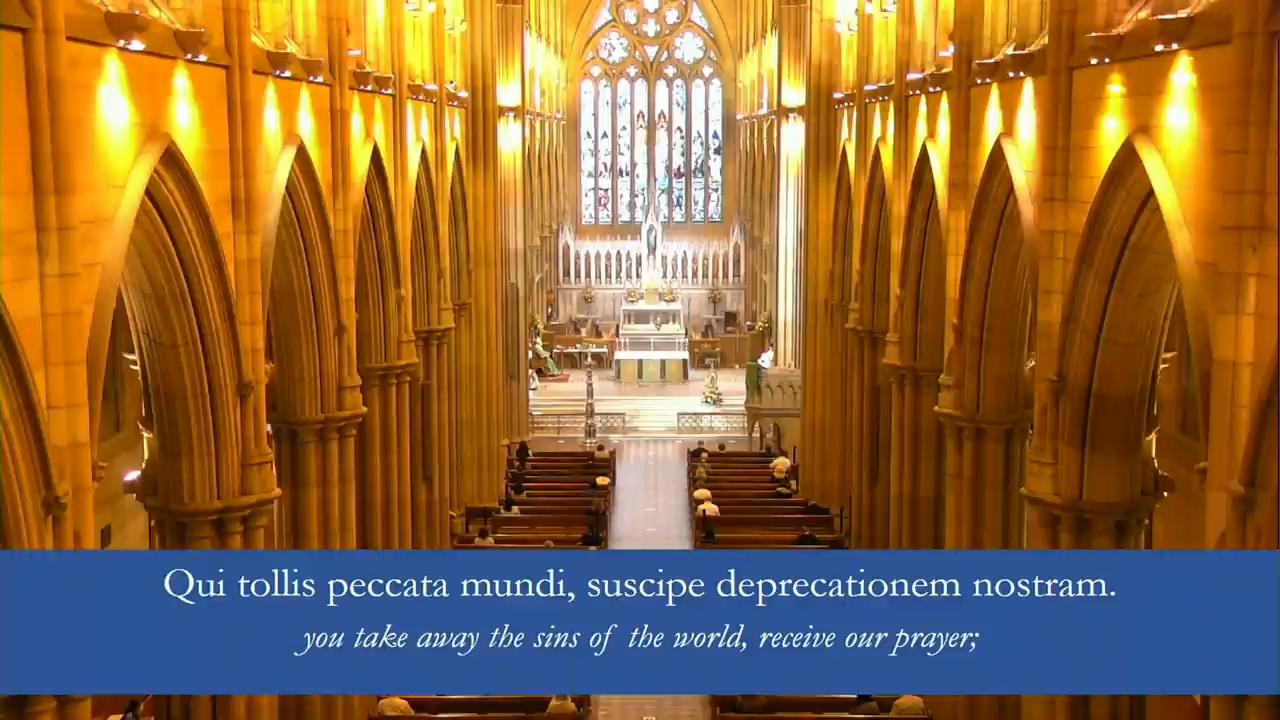 Qui tollis peccata mundi, suscipe deprecationem nostram.
you take away the sins of the world, receive our prayer;